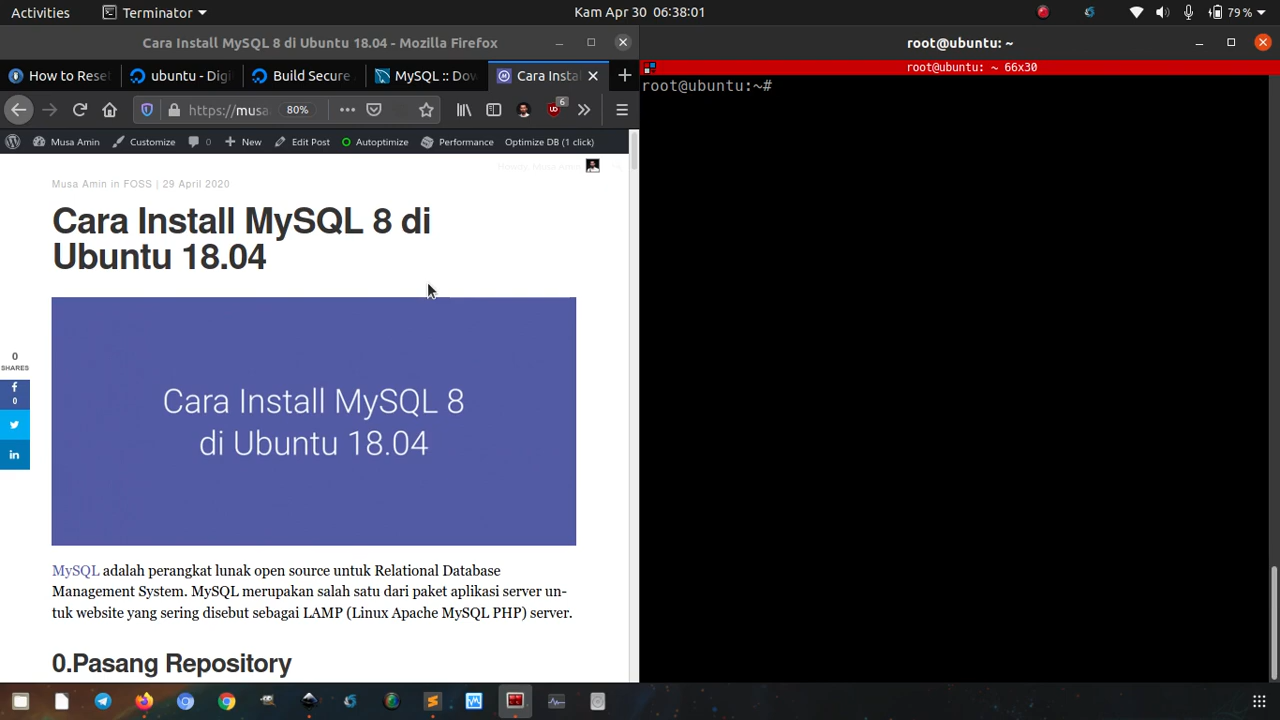 Activities Terminator Kam Apr 30 06:38:01 79 %
Cara Install MySQL 8 di Ubuntu 18.04 - Mozilla Firefox
root@ubuntu: ~
How to Rese ubuntu - Digi Build Secure MySQL :: Dow Cara Insta
root@ubuntu: ~ 66x30
https://musa 80% 6
root@ubuntu:~#
Musa Amin Customize 0 New Edit Post Autoptimize Performance Optimize DB (1 click)
Musa Amin in FOSS | 29 April 2020
Cara Install MySQL 8 di
Ubuntu 18.04
0
SHARES
0
Cara Install MySQL 8
di Ubuntu 18.04
MySQL adalah perangkat lunak open source untuk Relational Database
Management System. MySQL merupakan salah satu dari paket aplikasi server un-
tuk website yang sering disebut sebagai LAMP (Linux Apache MySQL PHP) server.
0.Pasang Repository